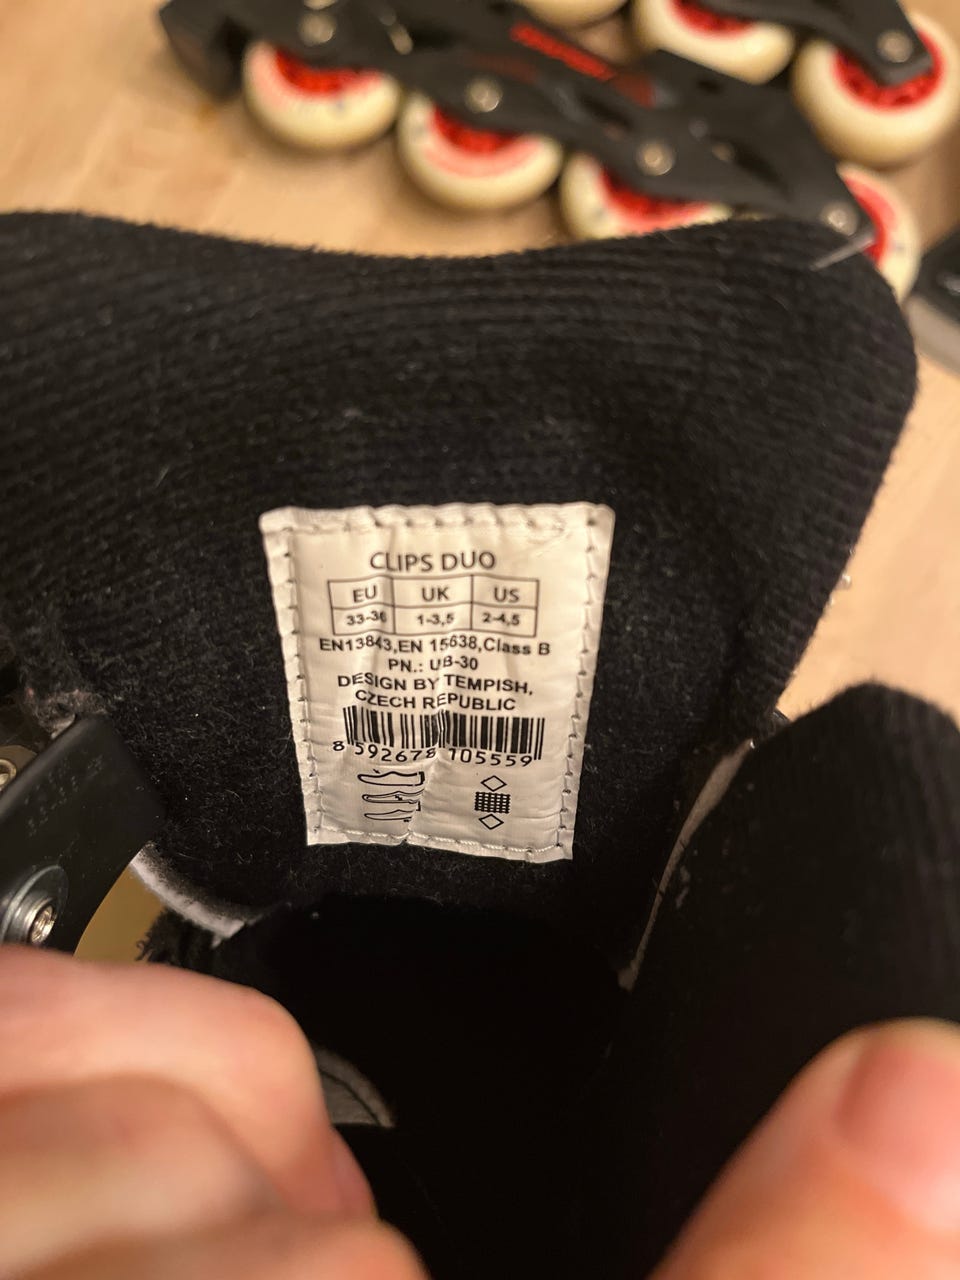 CLIPS DUO
EU UK US
33-36 1-3,5 2-4,5
EN13843,EN 15638,Class B
PN.: UB-30
DESIGN BY TEMPISH,
CZECH REPUBLIC
8 592678 105559